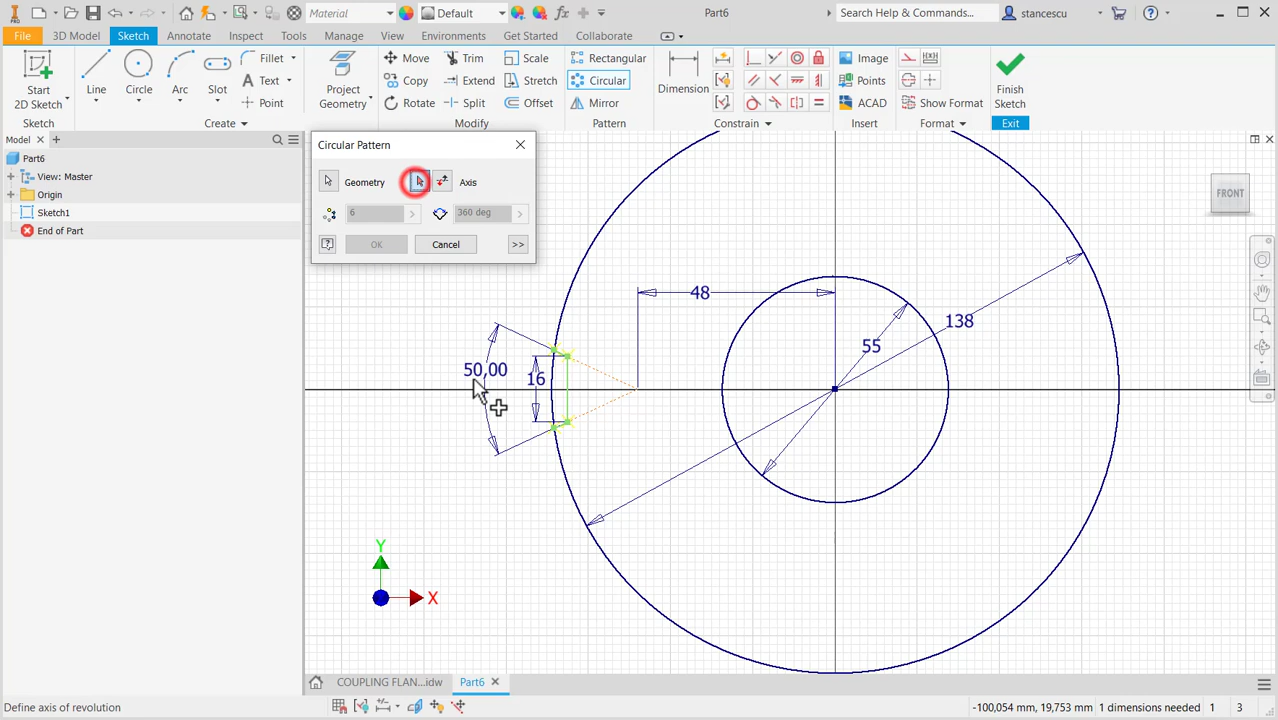 PRO
Material
Default
Part6
Search Help & Commands...
stancescu
File
3D Model
Sketch
Annotate
Inspect
Tools
Manage
View
Environments
Get Started
Collaborate
Start
2D Sketch
Sketch
Line
Circle
Arc
Slot
Fillet
Text
Point
Create
Project
Geometry
Move
Copy
Rotate
Trim
Extend
Split
Scale
Stretch
Offset
Modify
Rectangular
Circular
Mirror
Pattern
Dimension
Constrain
Image
Points
ACAD
Insert
Show Format
Format
Finish
Sketch
Exit
Model
Part6
View: Master
Origin
Sketch1
End of Part
Circular Pattern
Geometry
Axis
6
360 deg
OK
Cancel
>>
FRONT
48
138
55
50,00
16
Y
X
COUPLING FLAN...idw
Part6
Define axis of revolution
-100,054 mm, 19,753 mm
1 dimensions needed
1
3